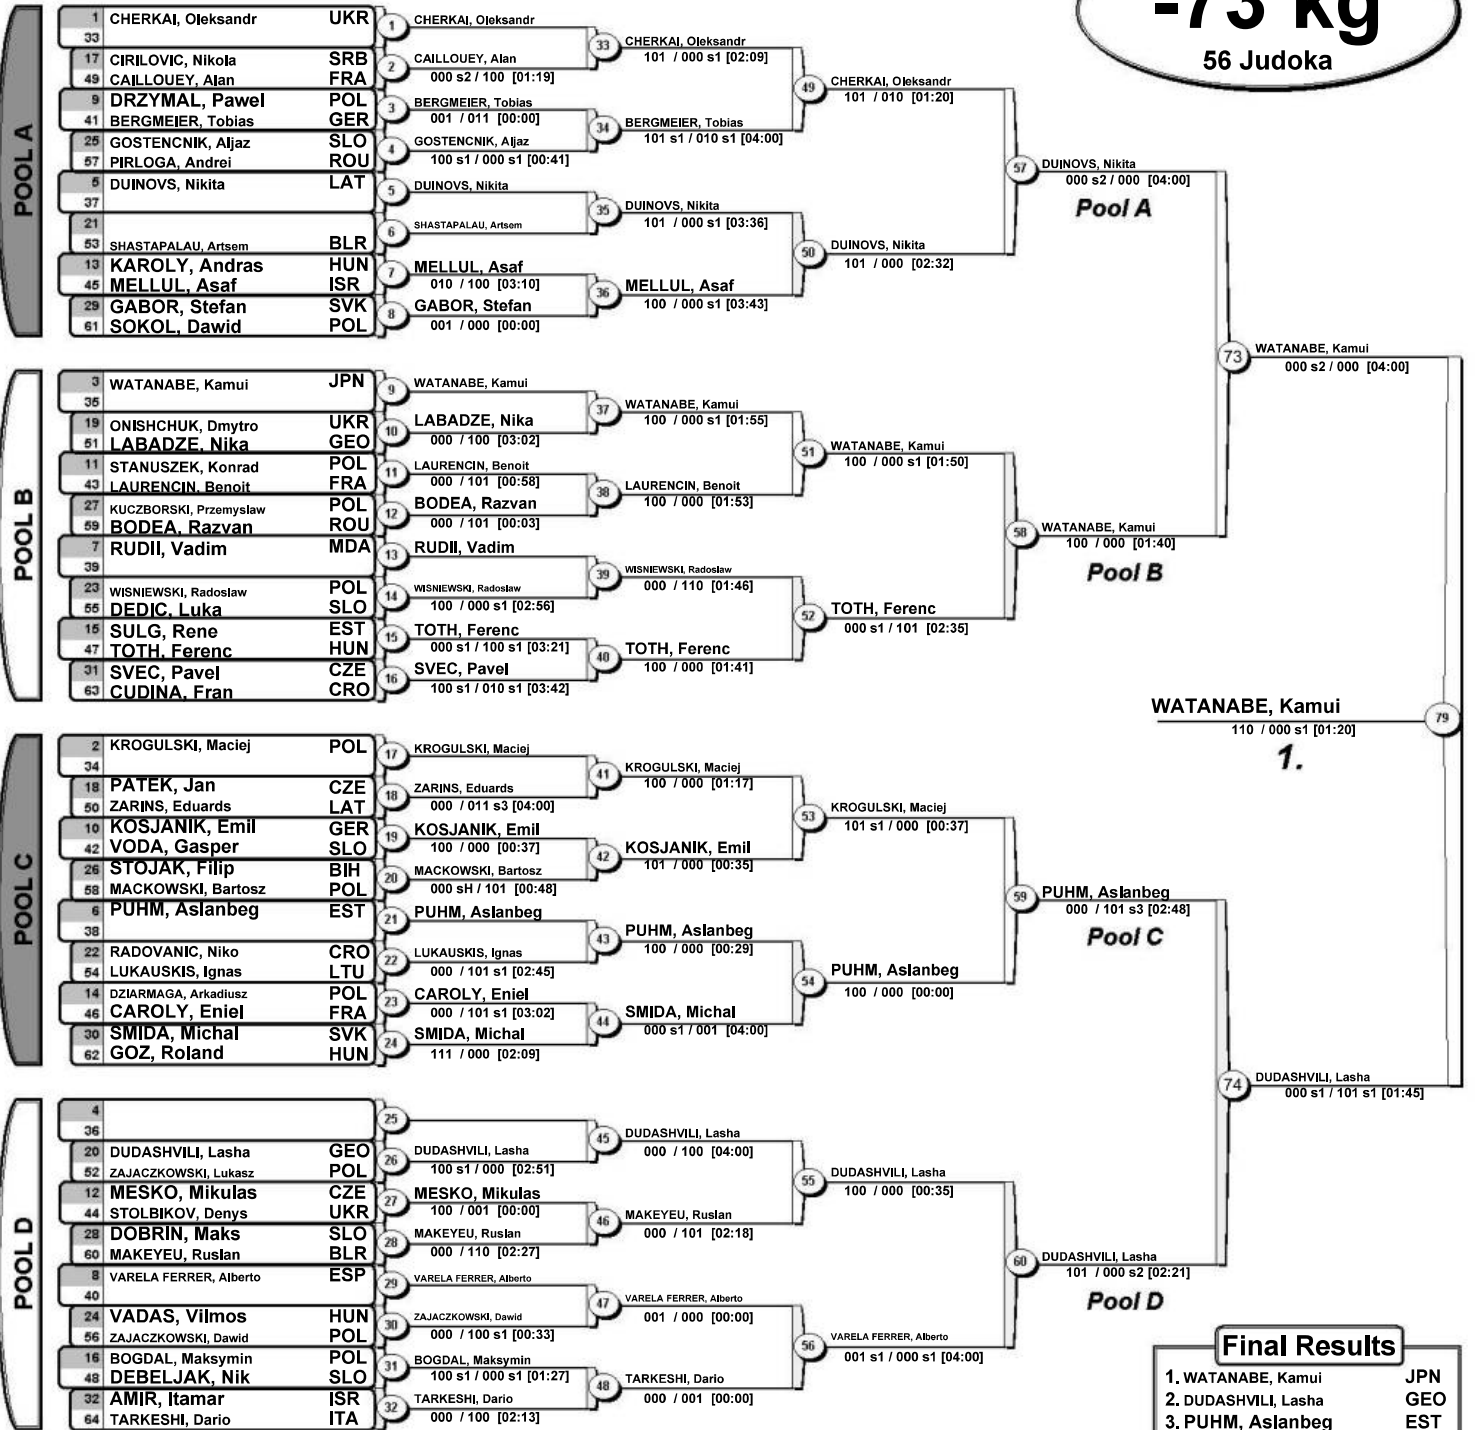 -73 kg
56 Judoka
POOL A
1 CHERKAI, Oleksandr UKR
33
17 CIRILOVIC, Nikola SRB
49 CAILLOUEY, Alan FRA
9 DRZYMAL, Pawel POL
41 BERGMEIER, Tobias GER
25 GOSTENCNIK, Aljaz SLO
57 PIRLOGA, Andrei ROU
5 DUINOVS, Nikita LAT
37
21
53 SHASTAPALAU, Artsem BLR
13 KAROLY, Andras HUN
45 MELLUL, Asaf ISR
29 GABOR, Stefan SVK
61 SOKOL, Dawid POL
1 CHERKAI, Oleksandr
2 CAILLOUEY, Alan
000 s2 / 100 [01:19]
3 BERGMEIER, Tobias
001 / 011 [00:00]
4 GOSTENCNIK, Aljaz
100 s1 / 000 s1 [00:41]
5 DUINOVS, Nikita
6 SHASTAPALAU, Artsem
7 MELLUL, Asaf
010 / 100 [03:10]
8 GABOR, Stefan
001 / 000 [00:00]
33 CHERKAI, Oleksandr
101 / 000 s1 [02:09]
34 BERGMEIER, Tobias
101 s1 / 010 s1 [04:00]
35 DUINOVS, Nikita
101 / 000 s1 [03:36]
36 MELLUL, Asaf
100 / 000 s1 [03:43]
49 CHERKAI, Oleksandr
101 / 010 [01:20]
50 DUINOVS, Nikita
101 / 000 [02:32]
57 DUINOVS, Nikita
000 s2 / 000 [04:00]
Pool A
POOL B
3 WATANABE, Kamui JPN
35
19 ONISHCHUK, Dmytro UKR
51 LABADZE, Nika GEO
11 STANUSZEK, Konrad POL
43 LAURENCIN, Benoit FRA
27 KUCZBORSKI, Przemyslaw POL
59 BODEA, Razvan ROU
7 RUDII, Vadim MDA
39
23 WISNIEWSKI, Radoslaw POL
55 DEDIC, Luka SLO
15 SULG, Rene EST
47 TOTH, Ferenc HUN
31 SVEC, Pavel CZE
63 CUDINA, Fran CRO
9 WATANABE, Kamui
10 LABADZE, Nika
000 / 100 [03:02]
11 LAURENCIN, Benoit
000 / 101 [00:58]
12 BODEA, Razvan
000 / 101 [00:03]
13 RUDII, Vadim
14 WISNIEWSKI, Radoslaw
100 / 000 s1 [02:56]
15 TOTH, Ferenc
000 s1 / 100 s1 [03:21]
16 SVEC, Pavel
100 s1 / 010 s1 [03:42]
37 WATANABE, Kamui
100 / 000 s1 [01:55]
38 LAURENCIN, Benoit
100 / 000 [01:53]
39 WISNIEWSKI, Radoslaw
000 / 110 [01:46]
40 TOTH, Ferenc
100 / 000 [01:41]
51 WATANABE, Kamui
100 / 000 s1 [01:50]
52 TOTH, Ferenc
000 s1 / 101 [02:35]
58 WATANABE, Kamui
100 / 000 [01:40]
Pool B
73 WATANABE, Kamui
000 s2 / 000 [04:00]
WATANABE, Kamui 79
110 / 000 s1 [01:20]
1.
POOL C
2 KROGULSKI, Maciej POL
34
18 PATEK, Jan CZE
50 ZARINS, Eduards LAT
10 KOSJANIK, Emil GER
42 VODA, Gasper SLO
26 STOJAK, Filip BIH
58 MACKOWSKI, Bartosz POL
6 PUHM, Aslanbeg EST
38
22 RADOVANIC, Niko CRO
54 LUKAUSKIS, Ignas LTU
14 DZIARMAGA, Arkadiusz POL
46 CAROLY, Eniel FRA
30 SMIDA, Michal SVK
62 GOZ, Roland HUN
17 KROGULSKI, Maciej
18 ZARINS, Eduards
000 / 011 s3 [04:00]
19 KOSJANIK, Emil
100 / 000 [00:37]
20 MACKOWSKI, Bartosz
000 sH / 101 [00:48]
21 PUHM, Aslanbeg
22 LUKAUSKIS, Ignas
000 / 101 s1 [02:45]
23 CAROLY, Eniel
000 / 101 s1 [03:02]
24 SMIDA, Michal
111 / 000 [02:09]
41 KROGULSKI, Maciej
100 / 000 [01:17]
42 KOSJANIK, Emil
101 / 000 [00:35]
43 PUHM, Aslanbeg
100 / 000 [00:29]
44 SMIDA, Michal
000 s1 / 001 [04:00]
53 KROGULSKI, Maciej
101 s1 / 000 [00:37]
54 PUHM, Aslanbeg
100 / 000 [00:00]
59 PUHM, Aslanbeg
000 / 101 s3 [02:48]
Pool C
POOL D
4
36
20 DUDASHVILI, Lasha GEO
52 ZAJACZKOWSKI, Lukasz POL
12 MESKO, Mikulas CZE
44 STOLBIKOV, Denys UKR
28 DOBRIN, Maks SLO
60 MAKEYEU, Ruslan BLR
8 VARELA FERRER, Alberto ESP
40
24 VADAS, Vilmos HUN
56 ZAJACZKOWSKI, Dawid POL
16 BOGDAL, Maksymin POL
48 DEBELJAK, Nik SLO
32 AMIR, Itamar ISR
64 TARKESHI, Dario ITA
25
26 DUDASHVILI, Lasha
100 s1 / 000 [02:51]
27 MESKO, Mikulas
100 / 001 [00:00]
28 MAKEYEU, Ruslan
000 / 110 [02:27]
29 VARELA FERRER, Alberto
30 ZAJACZKOWSKI, Dawid
000 / 100 s1 [00:33]
31 BOGDAL, Maksymin
100 s1 / 000 s1 [01:27]
32 TARKESHI, Dario
000 / 100 [02:13]
45 DUDASHVILI, Lasha
000 / 100 [04:00]
46 MAKEYEU, Ruslan
000 / 101 [02:18]
47 VARELA FERRER, Alberto
001 / 000 [00:00]
48 TARKESHI, Dario
000 / 001 [00:00]
55 DUDASHVILI, Lasha
100 / 000 [00:35]
56 VARELA FERRER, Alberto
001 s1 / 000 s1 [04:00]
60 DUDASHVILI, Lasha
101 / 000 s2 [02:21]
Pool D
74 DUDASHVILI, Lasha
000 s1 / 101 s1 [01:45]
Final Results
1. WATANABE, Kamui JPN
2. DUDASHVILI, Lasha GEO
3. PUHM, Aslanbeg EST